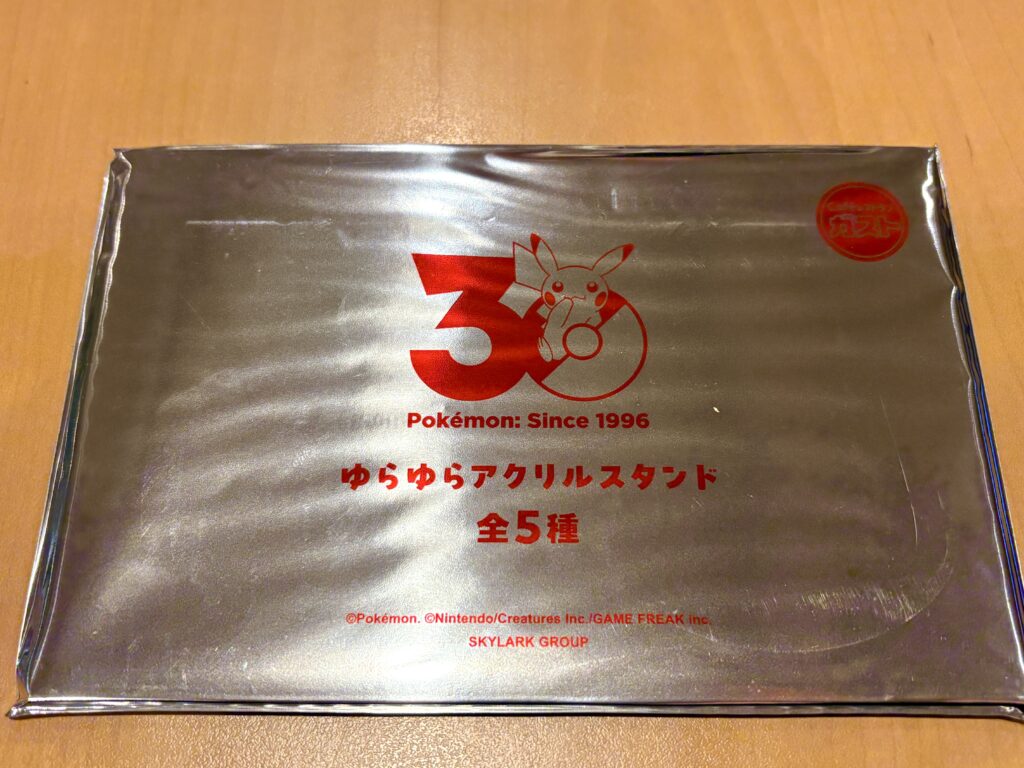 ガスト
30
Pokémon: Since 1996
ゆらゆらアクリルスタンド
全5種
©Pokémon. ©Nintendo/Creatures Inc./GAME FREAK inc.
SKYLARK GROUP